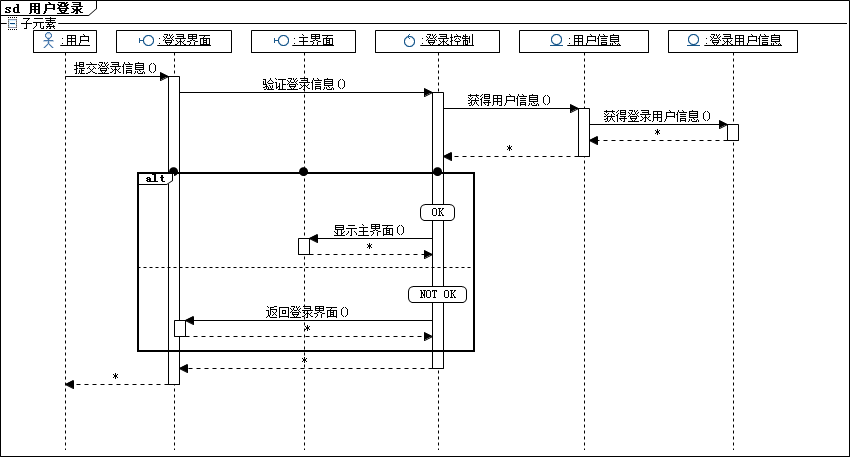 sd 用户登录
子元素
:用户
:登录界面
:主界面
:登录控制
:用户信息
:登录用户信息
提交登录信息()
验证登录信息()
获得用户信息()
获得登录用户信息()
*
*
alt
OK
显示主界面()
*
NOT OK
返回登录界面()
*
*
*